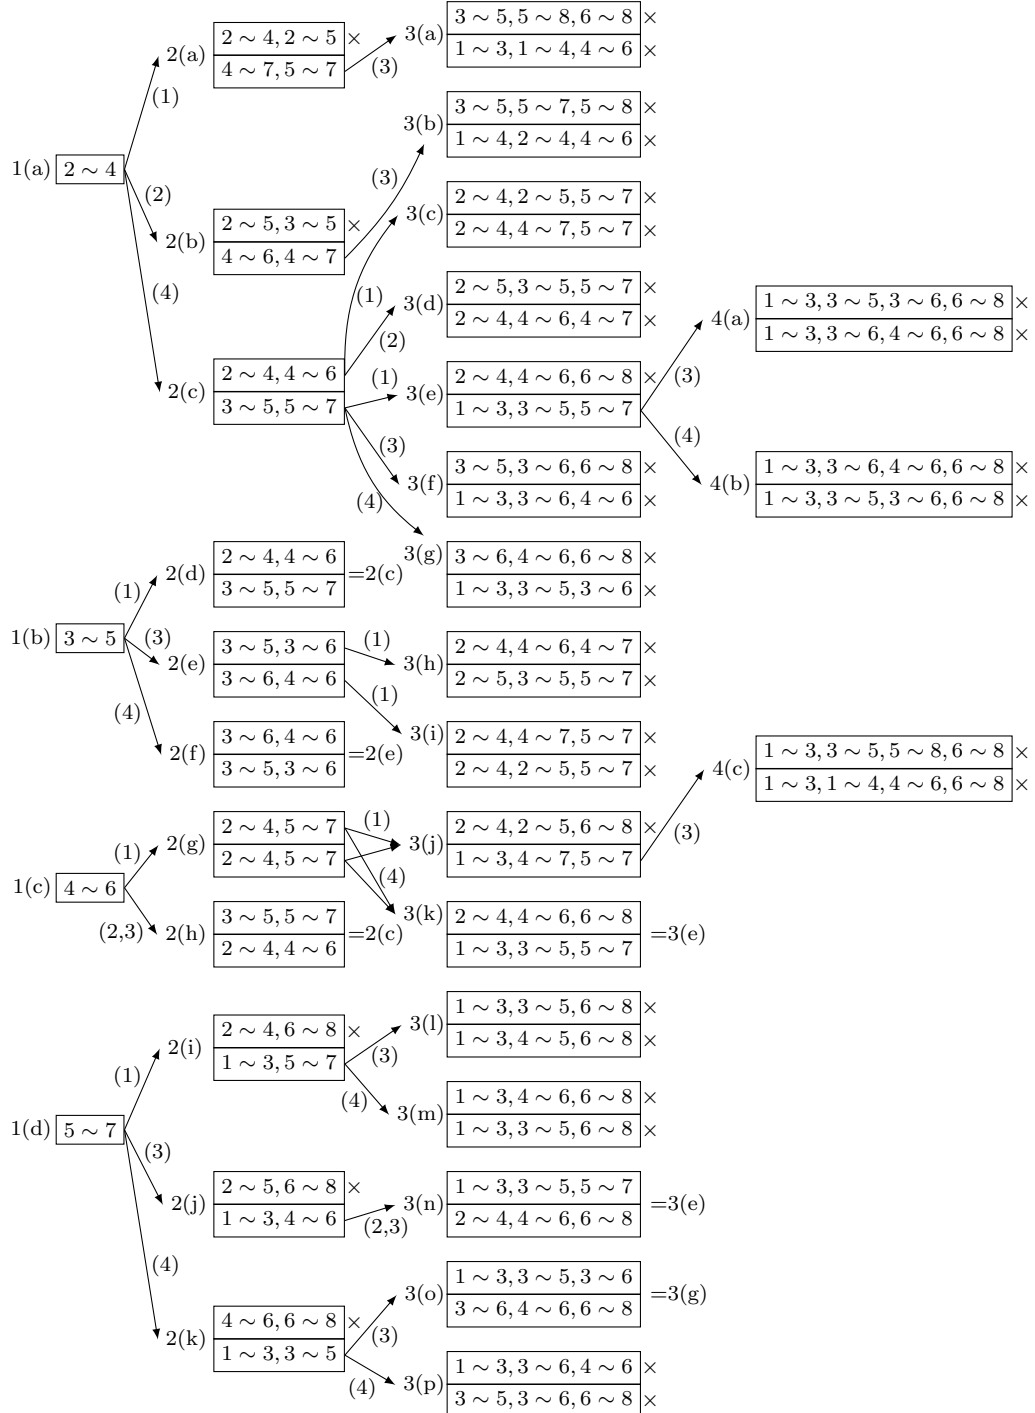 1(a) 2 ∼ 4
(1)
(2)
(4)
2(a) 2 ∼ 4, 2 ∼ 5 ×
4 ∼ 7, 5 ∼ 7
(3)
2(b) 2 ∼ 5, 3 ∼ 5 ×
4 ∼ 6, 4 ∼ 7
(3)
2(c) 2 ∼ 4, 4 ∼ 6
3 ∼ 5, 5 ∼ 7
(1)
(2)
(1)
(3)
(4)
3(a) 3 ∼ 5, 5 ∼ 8, 6 ∼ 8 ×
1 ∼ 3, 1 ∼ 4, 4 ∼ 6 ×
3(b) 3 ∼ 5, 5 ∼ 7, 5 ∼ 8 ×
1 ∼ 4, 2 ∼ 4, 4 ∼ 6 ×
3(c) 2 ∼ 4, 2 ∼ 5, 5 ∼ 7 ×
2 ∼ 4, 4 ∼ 7, 5 ∼ 7 ×
3(d) 2 ∼ 5, 3 ∼ 5, 5 ∼ 7 ×
2 ∼ 4, 4 ∼ 6, 4 ∼ 7 ×
3(e) 2 ∼ 4, 4 ∼ 6, 6 ∼ 8 ×
1 ∼ 3, 3 ∼ 5, 5 ∼ 7
(3)
(4)
3(f) 3 ∼ 5, 3 ∼ 6, 6 ∼ 8 ×
1 ∼ 3, 3 ∼ 6, 4 ∼ 6 ×
3(g) 3 ∼ 6, 4 ∼ 6, 6 ∼ 8 ×
1 ∼ 3, 3 ∼ 5, 3 ∼ 6 ×
4(a) 1 ∼ 3, 3 ∼ 5, 3 ∼ 6, 6 ∼ 8 ×
1 ∼ 3, 3 ∼ 6, 4 ∼ 6, 6 ∼ 8 ×
4(b) 1 ∼ 3, 3 ∼ 6, 4 ∼ 6, 6 ∼ 8 ×
1 ∼ 3, 3 ∼ 5, 3 ∼ 6, 6 ∼ 8 ×
1(b) 3 ∼ 5
(1)
(3)
(4)
2(d) 2 ∼ 4, 4 ∼ 6
3 ∼ 5, 5 ∼ 7
=2(c)
2(e) 3 ∼ 5, 3 ∼ 6
3 ∼ 6, 4 ∼ 6
(1)
(1)
2(f) 3 ∼ 6, 4 ∼ 6
3 ∼ 5, 3 ∼ 6
=2(e)
3(h) 2 ∼ 4, 4 ∼ 6, 4 ∼ 7 ×
2 ∼ 5, 3 ∼ 5, 5 ∼ 7 ×
3(i) 2 ∼ 4, 4 ∼ 7, 5 ∼ 7 ×
2 ∼ 4, 2 ∼ 5, 5 ∼ 7 ×
1(c) 4 ∼ 6
(1)
(2,3)
2(g) 2 ∼ 4, 5 ∼ 7
2 ∼ 4, 5 ∼ 7
(1)
(4)
2(h) 3 ∼ 5, 5 ∼ 7
2 ∼ 4, 4 ∼ 6
=2(c)
3(j) 2 ∼ 4, 2 ∼ 5, 6 ∼ 8 ×
1 ∼ 3, 4 ∼ 7, 5 ∼ 7
(3)
3(k) 2 ∼ 4, 4 ∼ 6, 6 ∼ 8
1 ∼ 3, 3 ∼ 5, 5 ∼ 7
=3(e)
4(c) 1 ∼ 3, 3 ∼ 5, 5 ∼ 8, 6 ∼ 8 ×
1 ∼ 3, 1 ∼ 4, 4 ∼ 6, 6 ∼ 8 ×
1(d) 5 ∼ 7
(1)
(3)
(4)
2(i) 2 ∼ 4, 6 ∼ 8 ×
1 ∼ 3, 5 ∼ 7
(3)
(4)
2(j) 2 ∼ 5, 6 ∼ 8 ×
1 ∼ 3, 4 ∼ 6
(2,3)
2(k) 4 ∼ 6, 6 ∼ 8 ×
1 ∼ 3, 3 ∼ 5
(3)
(4)
3(l) 1 ∼ 3, 3 ∼ 5, 6 ∼ 8 ×
1 ∼ 3, 4 ∼ 5, 6 ∼ 8 ×
3(m) 1 ∼ 3, 4 ∼ 6, 6 ∼ 8 ×
1 ∼ 3, 3 ∼ 5, 6 ∼ 8 ×
3(n) 1 ∼ 3, 3 ∼ 5, 5 ∼ 7
2 ∼ 4, 4 ∼ 6, 6 ∼ 8
=3(e)
3(o) 1 ∼ 3, 3 ∼ 5, 3 ∼ 6
3 ∼ 6, 4 ∼ 6, 6 ∼ 8
=3(g)
3(p) 1 ∼ 3, 3 ∼ 6, 4 ∼ 6 ×
3 ∼ 5, 3 ∼ 6, 6 ∼ 8 ×